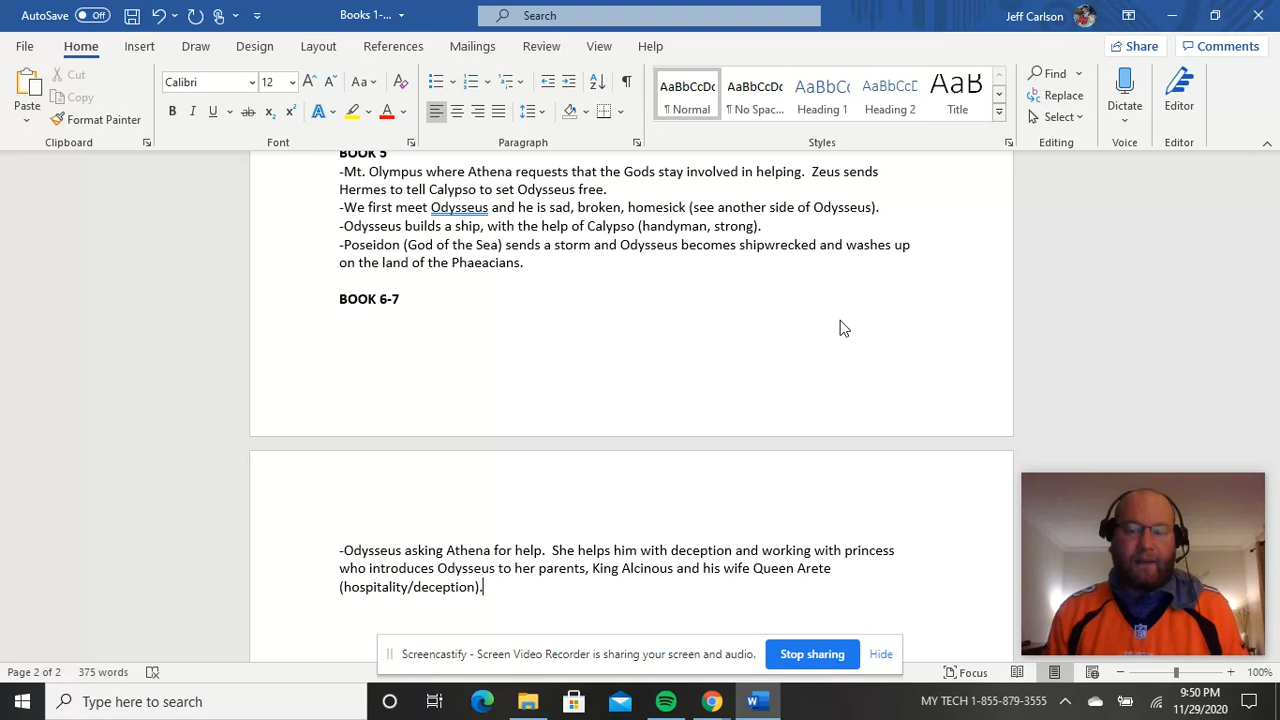 AutoSave Off Books 1-... Search Jeff Carlson
File Home Insert Draw Design Layout References Mailings Review View Help Share Comments
Paste Cut Copy Format Painter Clipboard
Calibri 12 Aa B I U ab x₂ x² A A Font
Paragraph
AaBbCcDc ¶ Normal AaBbCcDc ¶ No Spac... AaBbCc Heading 1 AaBbCcE Heading 2 AaB Title Styles
Find Replace Select Editing
Dictate Voice
Editor Editor
BOOK 5
-Mt. Olympus where Athena requests that the Gods stay involved in helping.  Zeus sends
Hermes to tell Calypso to set Odysseus free.
-We first meet Odysseus and he is sad, broken, homesick (see another side of Odysseus).
-Odysseus builds a ship, with the help of Calypso (handyman, strong).
-Poseidon (God of the Sea) sends a storm and Odysseus becomes shipwrecked and washes up
on the land of the Phaeacians.
BOOK 6-7
-Odysseus asking Athena for help.  She helps him with deception and working with princess
who introduces Odysseus to her parents, King Alcinous and his wife Queen Arete
(hospitality/deception).
Screencastify - Screen Video Recorder is sharing your screen and audio. Stop sharing Hide
Page 2 of 2 375 words Focus 100%
Type here to search MY TECH 1-855-879-3555 9:50 PM
11/29/2020